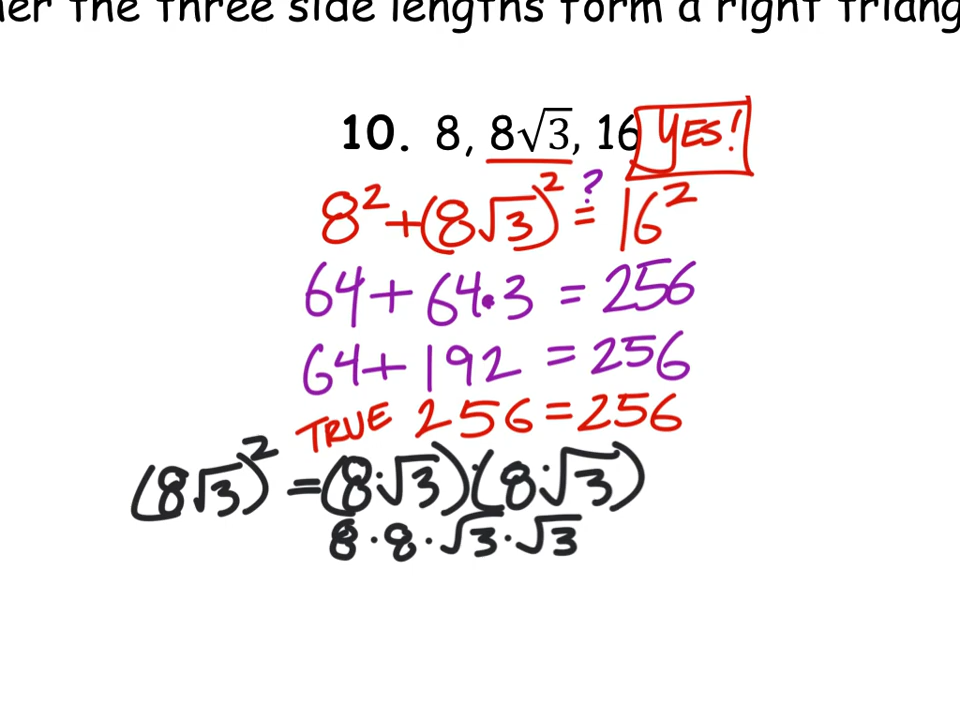 the three side lengths form a right
10. 8, 8√3, 16 YES!
8² + (8√3)² ?= 16²
64 + 64·3 = 256
64 + 192 = 256
TRUE 256 = 256
(8√3)² = (8·√3)(8·√3)
8·8·√3·√3